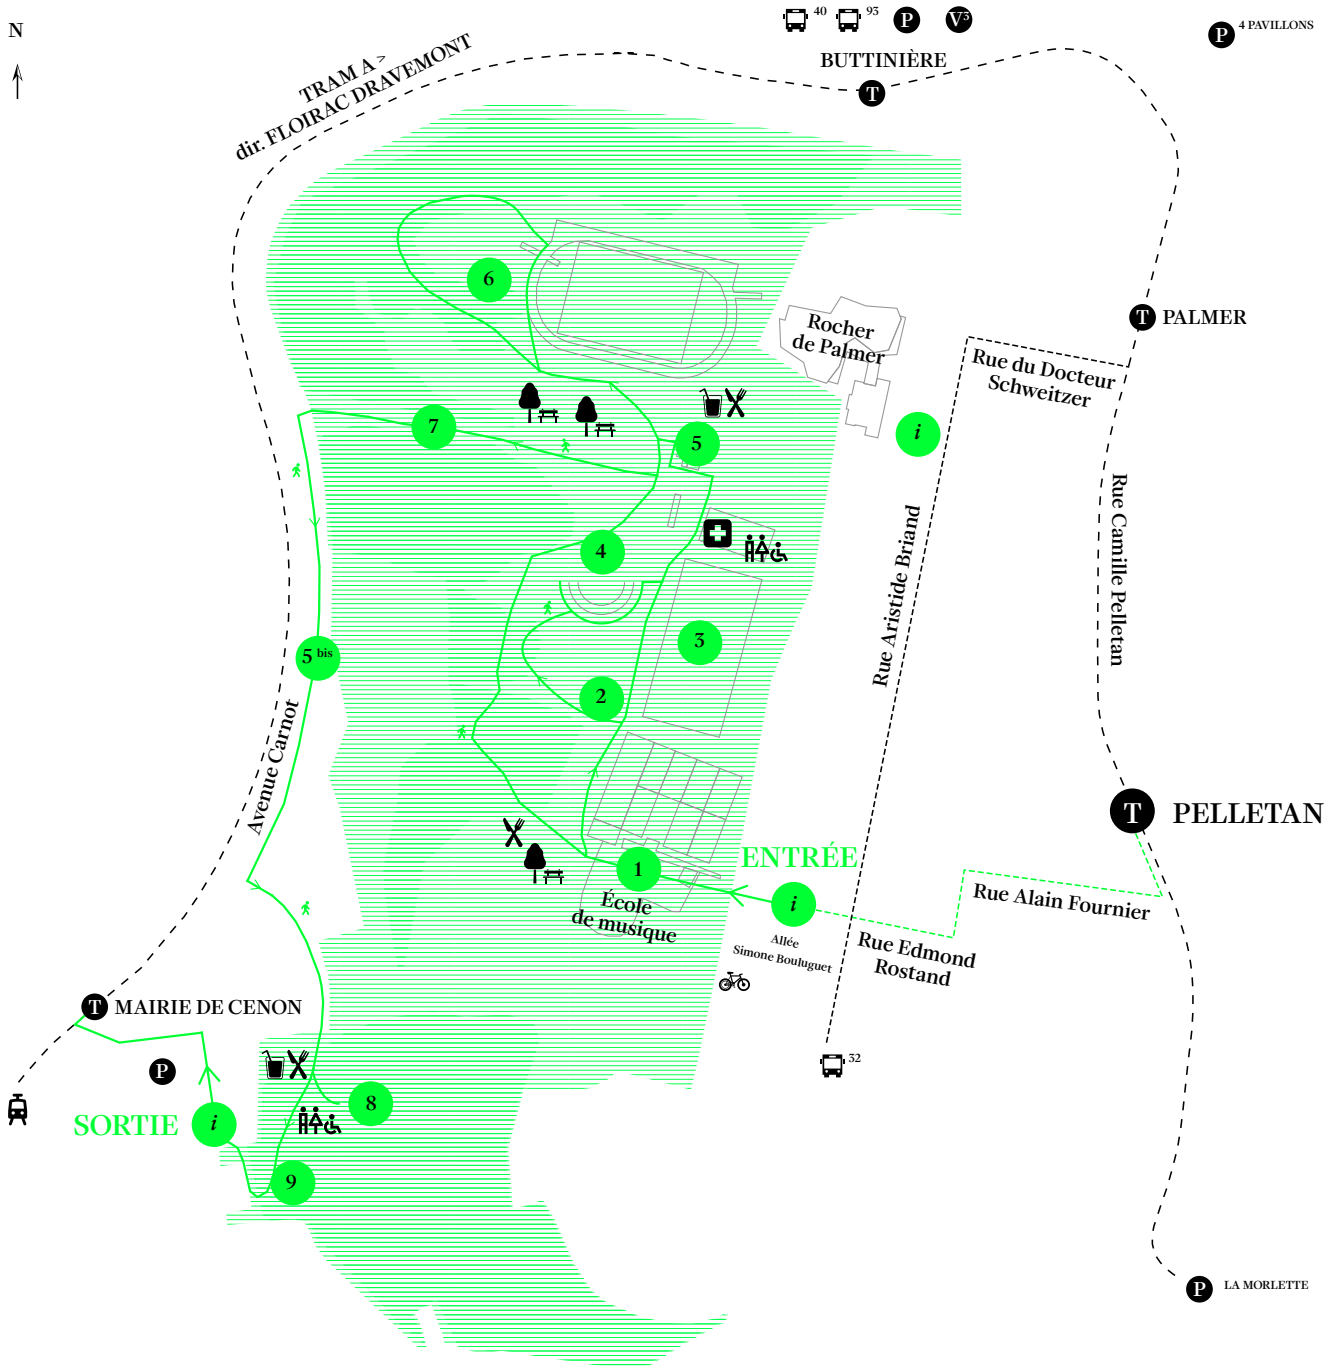 N
40
93
P
V³
P
4 PAVILLONS
BUTTINIÈRE
T
TRAM A >
dir. FLOIRAC DRAVEMONT
6
Rocher
de Palmer
T PALMER
Rue du Docteur
Schweitzer
7
5
i
4
Rue Aristide Briand
Rue Camille Pelletan
3
5 bis
2
Avenue Carnot
T PELLETAN
1
ENTRÉE
i
École
de musique
Rue Alain Fournier
Allée
Simone Bouluguet
Rue Edmond
Rostand
T MAIRIE DE CENON
P
32
8
SORTIE
i
9
P
LA MORLETTE